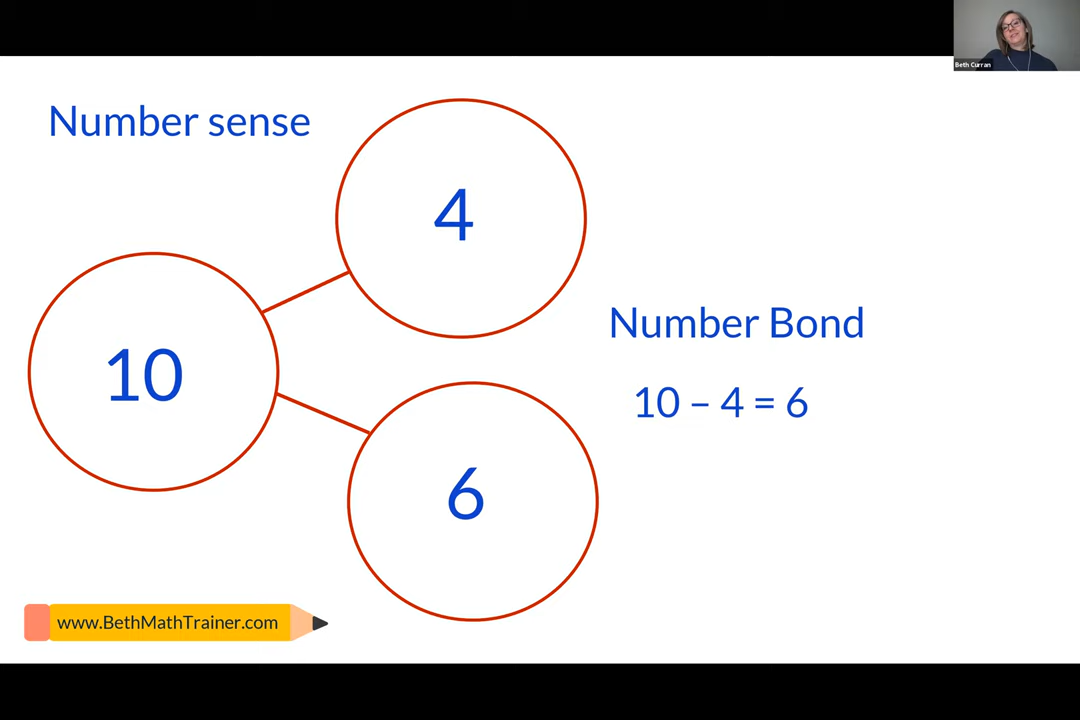 Beth Curran
Number sense
4
10
6
Number Bond
10 – 4 = 6
www.BethMathTrainer.com